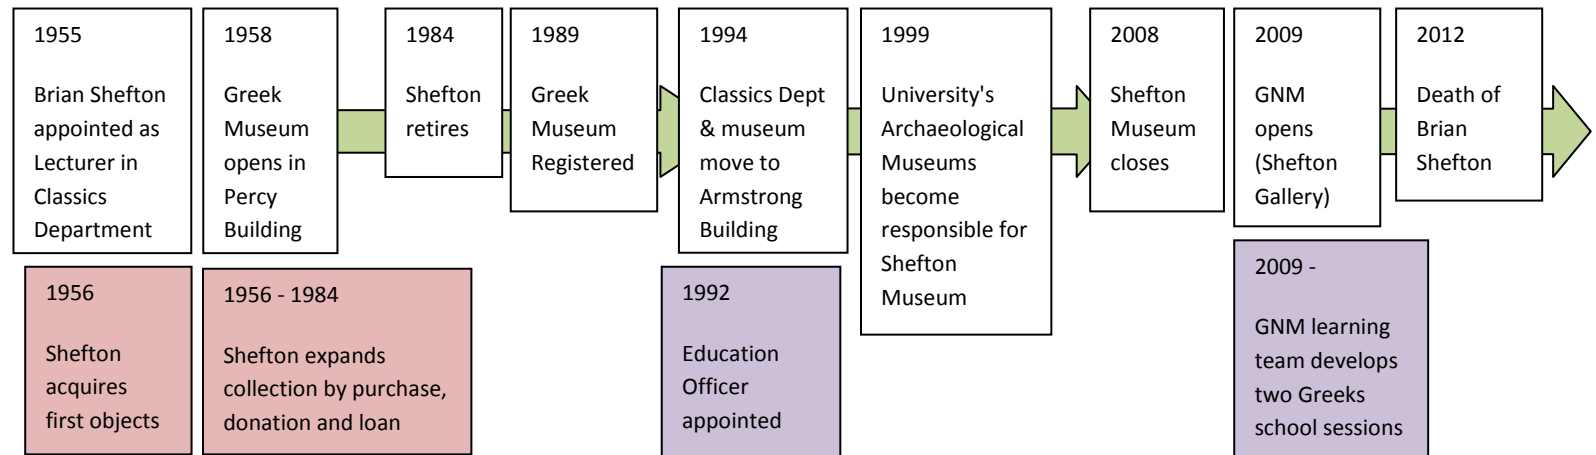 1955
Brian Shefton
appointed as
Lecturer in
Classics
Department
1958
Greek
Museum
opens in
Percy
Building
1984
Shefton
retires
1989
Greek
Museum
Registered
1994
Classics Dept
& museum
move to
Armstrong
Building
1999
University's
Archaeological
Museums
become
responsible for
Shefton
Museum
2008
Shefton
Museum
closes
2009
GNM
opens
(Shefton
Gallery)
2012
Death of
Brian
Shefton
1956
Shefton
acquires
first objects
1956 - 1984
Shefton expands
collection by purchase,
donation and loan
1992
Education
Officer
appointed
2009 -
GNM learning
team develops
two Greeks
school sessions